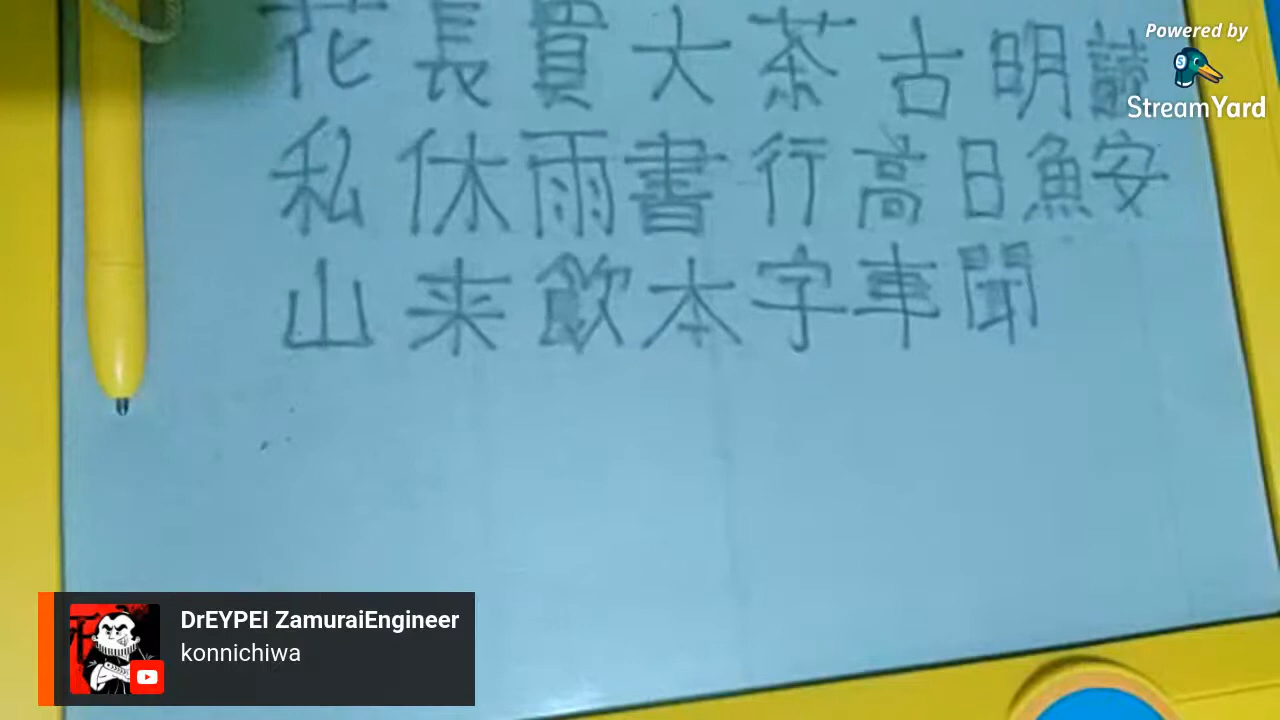 花長買大茶古明読
私休雨書行高日魚安
山来飲本字車聞
Powered by
StreamYard
DrEYPEI ZamuraiEngineer
konnichiwa